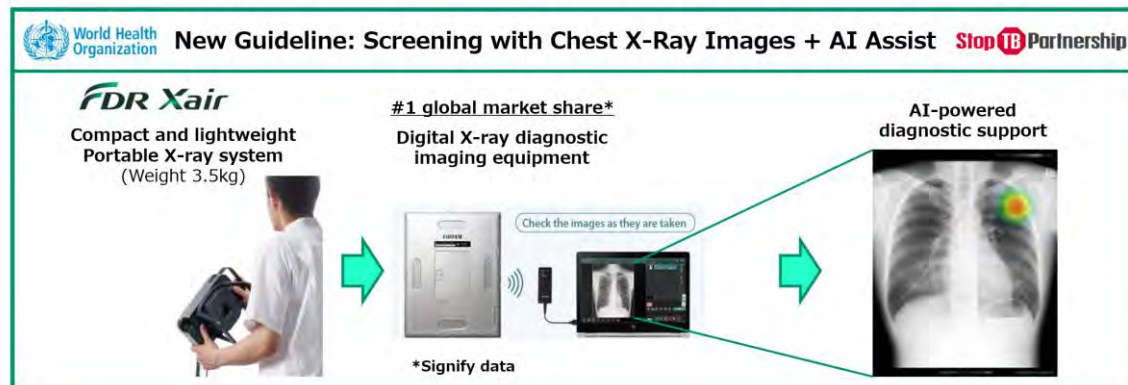 World Health
Organization
New Guideline: Screening with Chest X-Ray Images + AI Assist
Stop TB Partnership
FDR Xair
Compact and lightweight
Portable X-ray system
(Weight 3.5kg)
#1 global market share*
Digital X-ray diagnostic
imaging equipment
Check the images as they are taken
*Signify data
AI-powered
diagnostic support